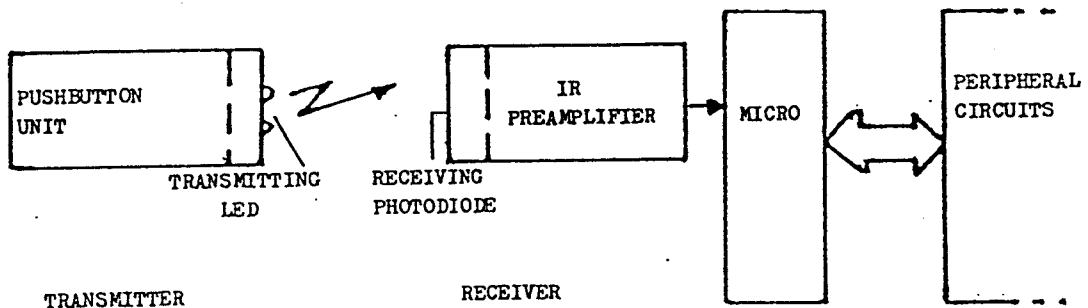 PUSHBUTTON
UNIT
TRANSMITTING
LED
RECEIVING
PHOTODIODE
IR
PREAMPLIFIER
MICRO
PERIPHERAL
CIRCUITS
TRANSMITTER
RECEIVER